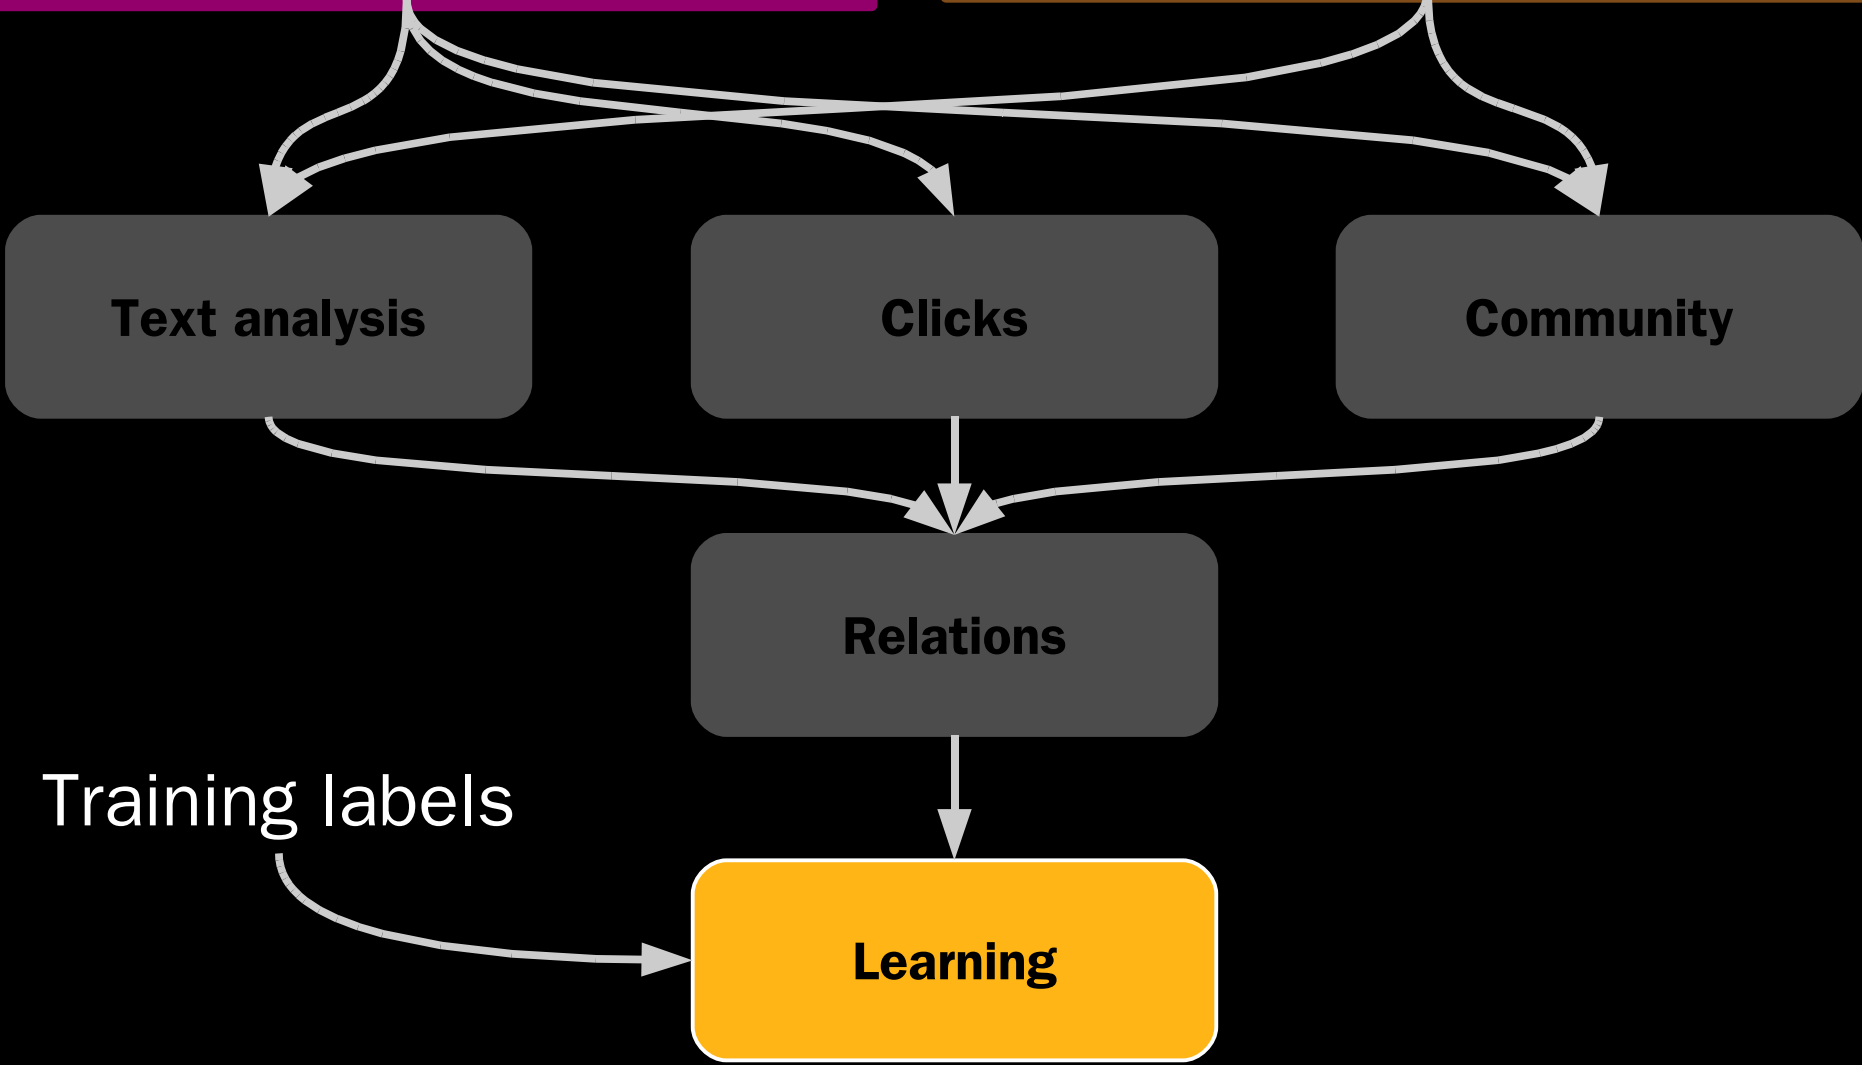 Text analysis
Clicks
Community
Relations
Training labels
Learning